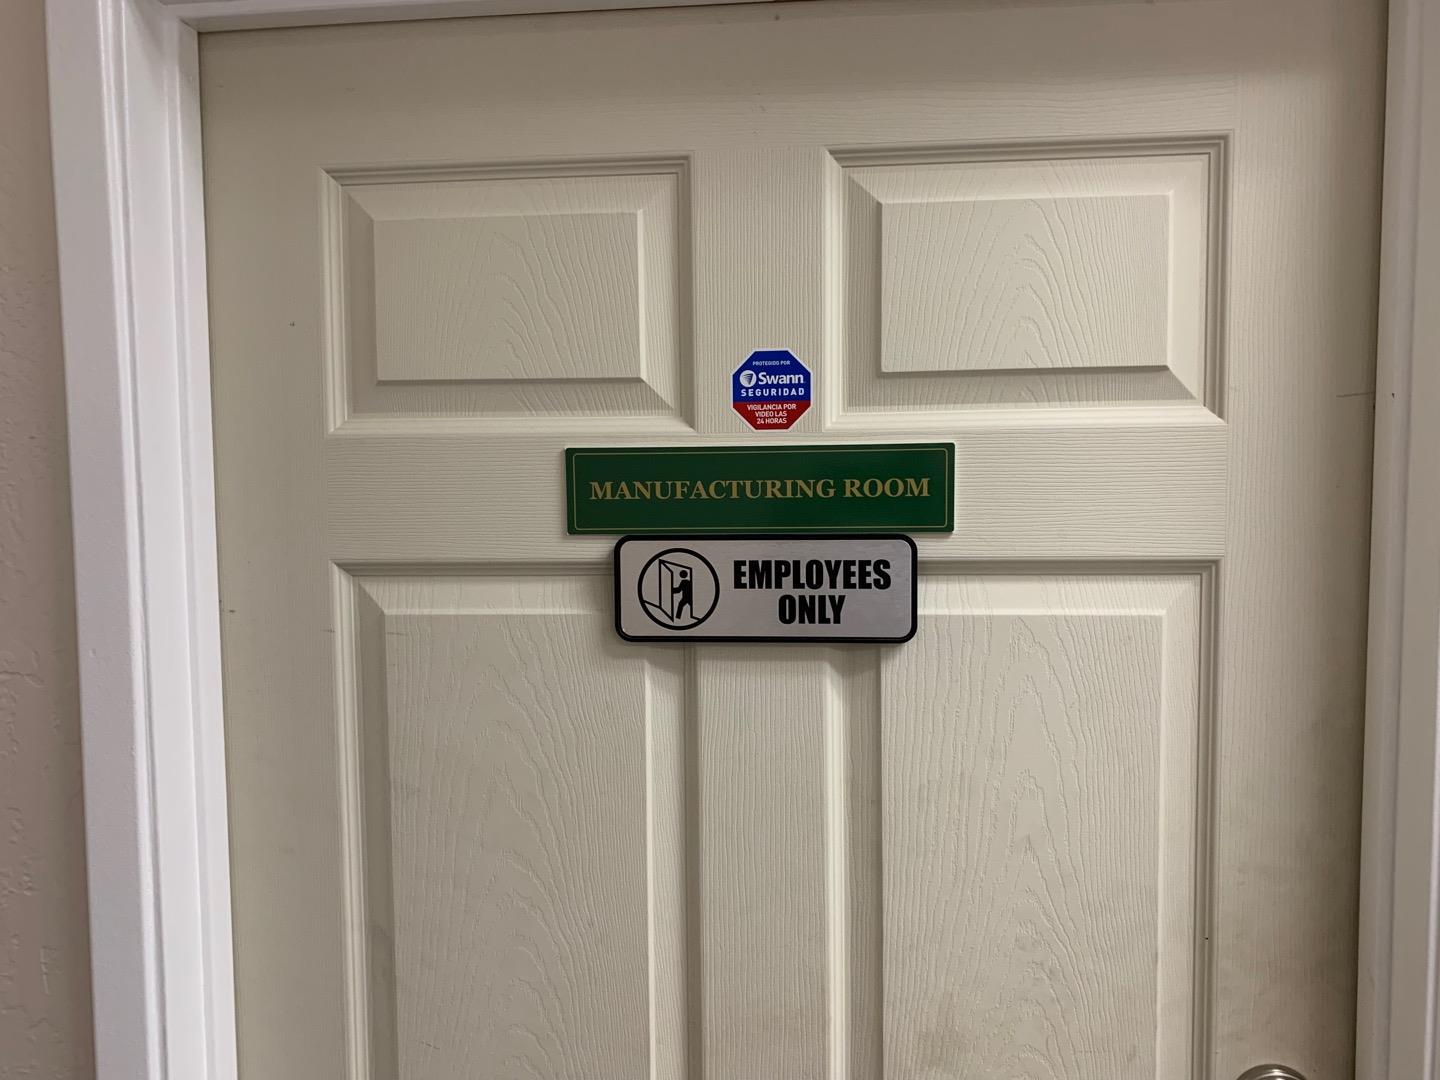 PROTEGIDO POR
Swann
SEGURIDAD
VIGILANCIA POR
VIDEO LAS
24 HORAS
MANUFACTURING ROOM
EMPLOYEES
ONLY